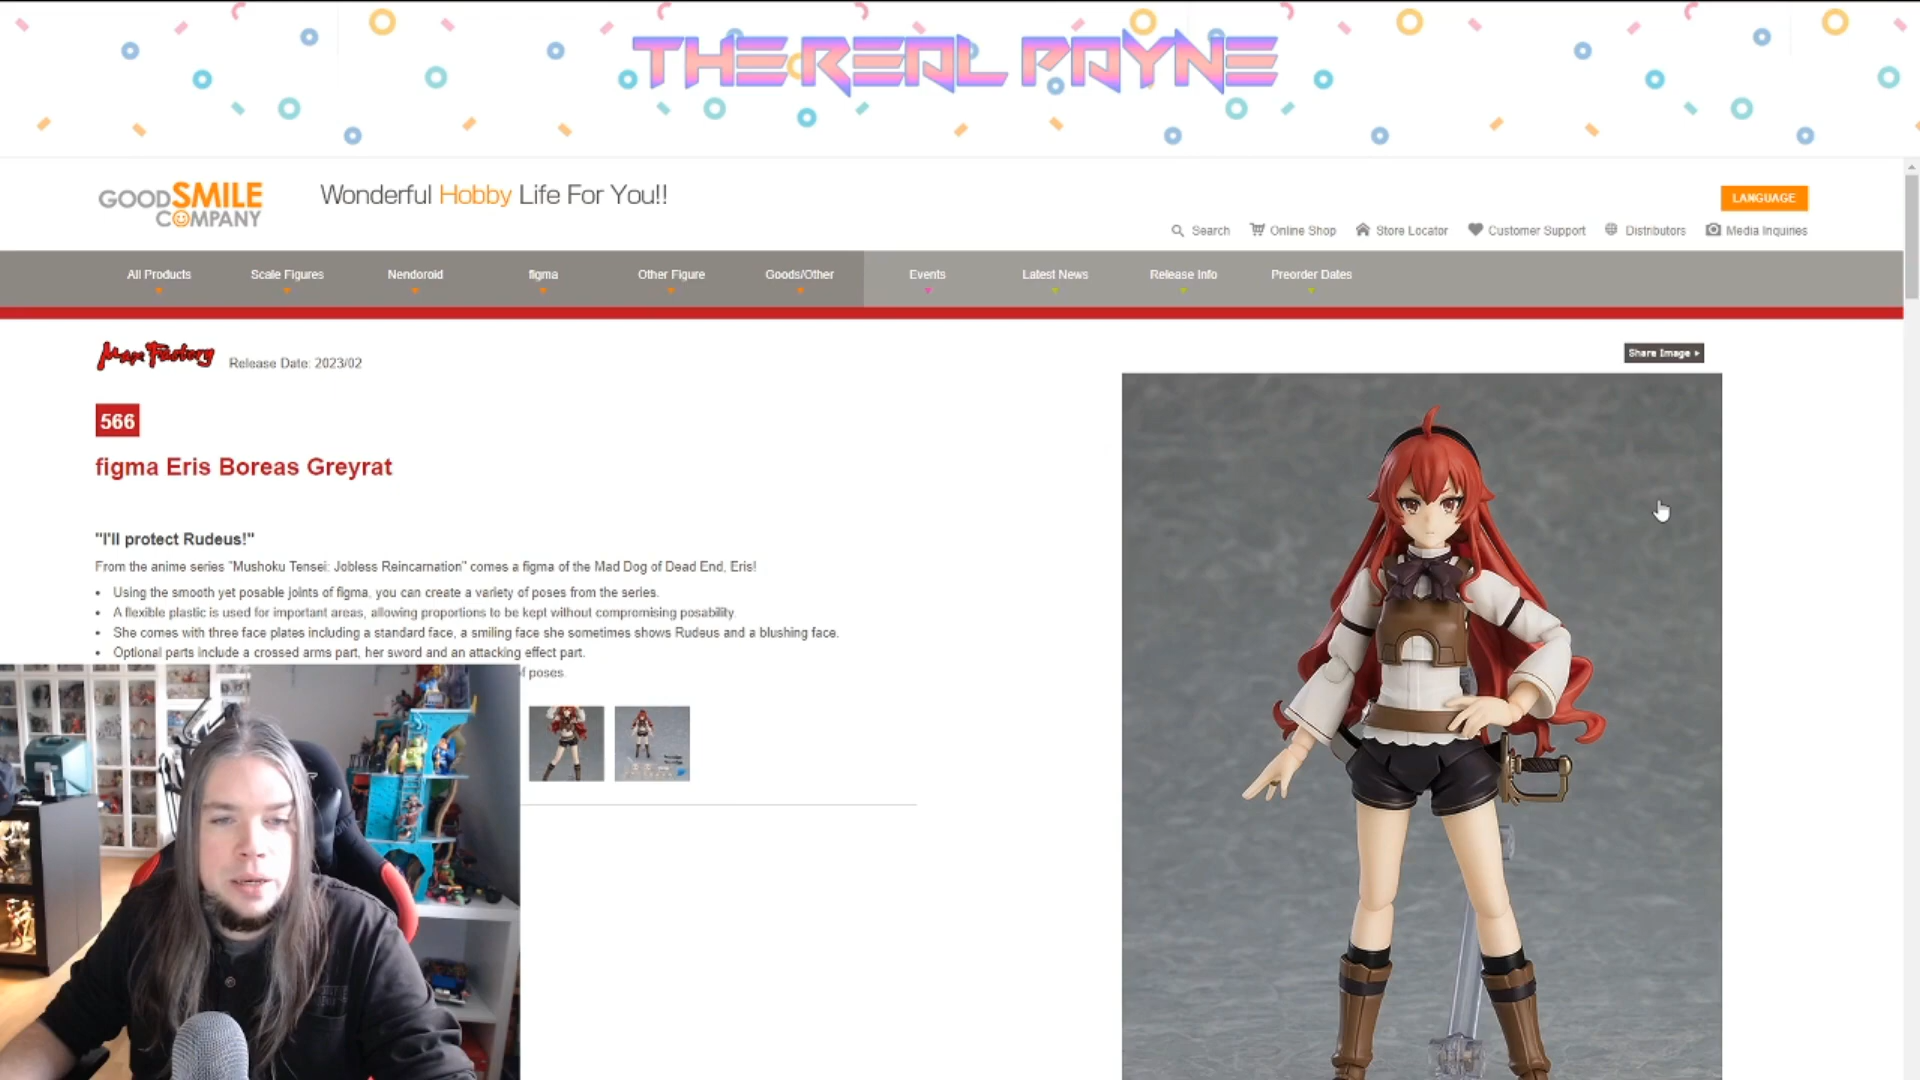 THE REAL PAYNE
GOODSMILE
COMPANY
Wonderful Hobby Life For You!!
LANGUAGE
Search
Online Shop
Store Locator
Customer Support
Distributors
Media Inquiries
All Products
Scale Figures
Nendoroid
figma
Other Figure
Goods/Other
Events
Latest News
Release Info
Preorder Dates
Max Factory
Release Date: 2023/02
Share Image
566
figma Eris Boreas Greyrat
"I'll protect Rudeus!"
From the anime series "Mushoku Tensei: Jobless Reincarnation" comes a figma of the Mad Dog of Dead End, Eris!
Using the smooth yet posable joints of figma, you can create a variety of poses from the series.
A flexible plastic is used for important areas, allowing proportions to be kept without compromising posability.
She comes with three face plates including a standard face, a smiling face she sometimes shows Rudeus and a blushing face.
Optional parts include a crossed arms part, her sword and an attacking effect part.
of poses.